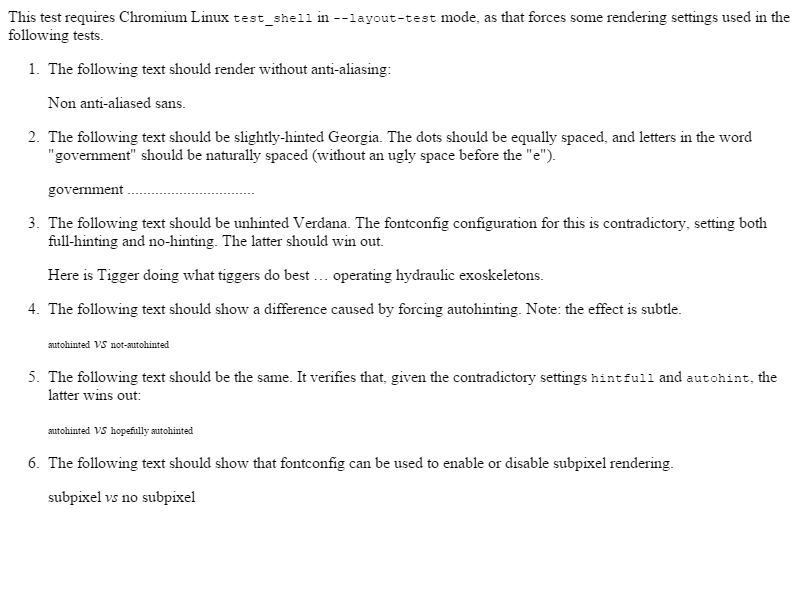 This test requires Chromium Linux test_shell in --layout-test mode, as that forces some rendering settings used in the
following tests.
1. The following text should render without anti-aliasing:
Non anti-aliased sans.
2. The following text should be slightly-hinted Georgia. The dots should be equally spaced, and letters in the word
"government" should be naturally spaced (without an ugly space before the "e").
government ................................
3. The following text should be unhinted Verdana. The fontconfig configuration for this is contradictory, setting both
full-hinting and no-hinting. The latter should win out.
Here is Tigger doing what tiggers do best … operating hydraulic exoskeletons.
4. The following text should show a difference caused by forcing autohinting. Note: the effect is subtle.
autohinted vs not-autohinted
5. The following text should be the same. It verifies that, given the contradictory settings hintfull and autohint, the
latter wins out:
autohinted vs hopefully autohinted
6. The following text should show that fontconfig can be used to enable or disable subpixel rendering.
subpixel vs no subpixel